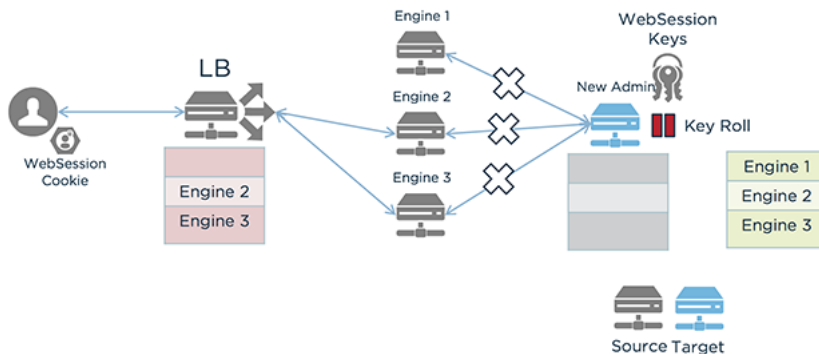 Engine 1
WebSession
Keys
LB
New Admin
Engine 2
Key Roll
WebSession
Cookie
Engine 2
Engine 3
Engine 3
Engine 1
Engine 2
Engine 3
Source Target